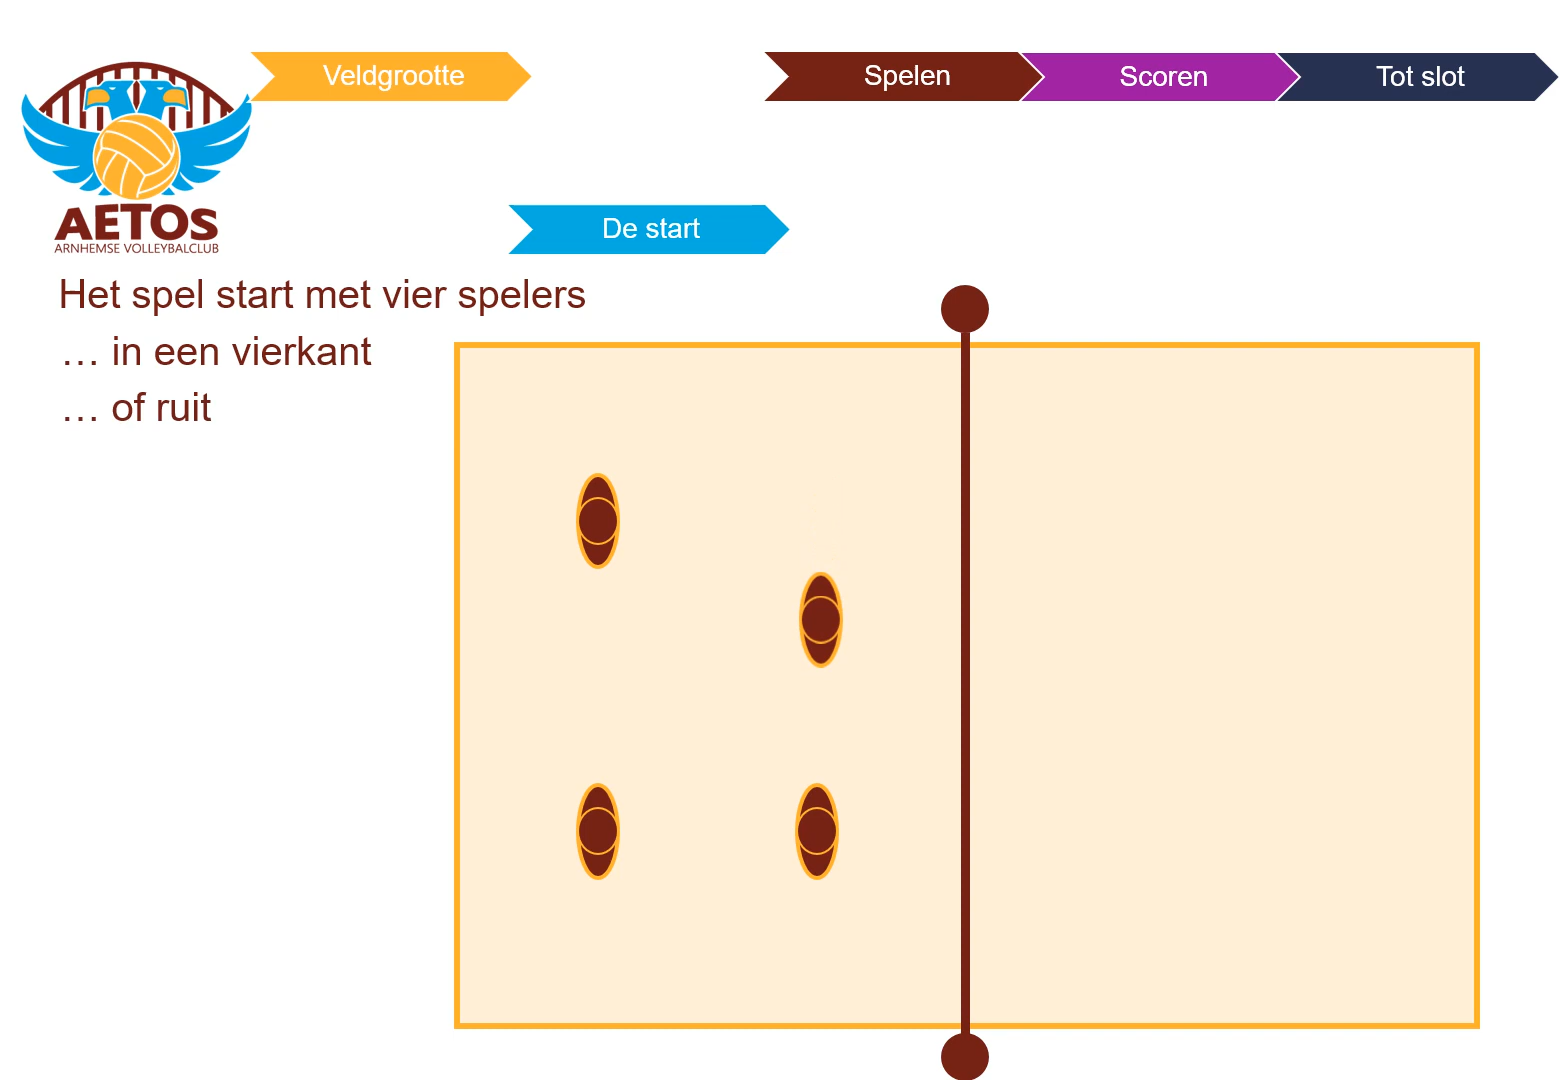 Veldgrootte
Spelen
Scoren
Tot slot
De start
AETOS
ARNHEMSE VOLLEYBALCLUB
Het spel start met vier spelers
… in een vierkant
… of ruit